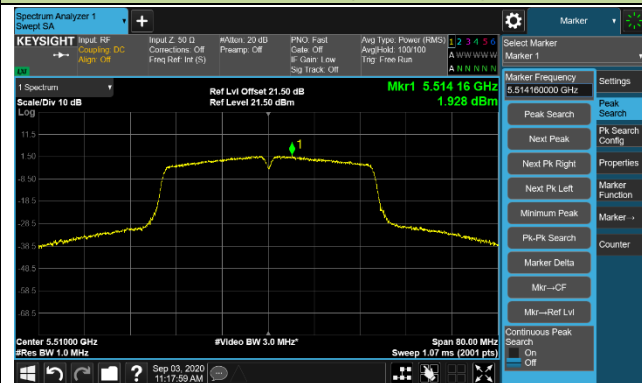 Spectrum Analyzer 1
Swept SA
+
Marker
KEYSIGHT
Input: RF
Coupling: DC
Align: Off
Input Z: 50 Ω
Corrections: Off
Freq Ref: Int (S)
#Atten: 20 dB
Preamp: Off
PNO: Fast
Gate: Off
IF Gain: Low
Sig Track: Off
Avg Type: Power (RMS)
Avg|Hold: 100/100
Trig: Free Run
1 2 3 4 5 6
A W W W W W
A N N N N N
LXI
Select Marker
Marker 1
1 Spectrum
Scale/Div 10 dB
Log
Ref Lvl Offset 21.50 dB
Ref Level 21.50 dBm
Mkr1 5.514 16 GHz
1.928 dBm
11.5
1.50
-8.50
-18.5
-28.5
-38.5
-48.5
-58.5
-68.5
1
Center 5.51000 GHz
#Res BW 1.0 MHz
#Video BW 3.0 MHz*
Span 80.00 MHz
Sweep 1.07 ms (2001 pts)
Marker Frequency
5.514160000 GHz
Peak Search
Next Peak
Next Pk Right
Next Pk Left
Minimum Peak
Pk-Pk Search
Marker Delta
Mkr→CF
Mkr→Ref Lvl
Continuous Peak
Search
On
Off
Settings
Peak
Search
Pk Search
Config
Properties
Marker
Function
Marker→
Counter
?
Sep 03, 2020
11:17:59 AM